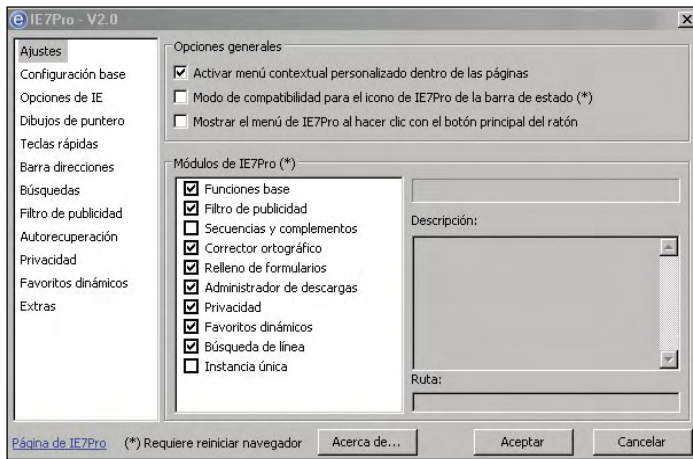 IE7Pro - V2.0
Ajustes
Configuración base
Opciones de IE
Dibujos de puntero
Teclas rápidas
Barra direcciones
Búsquedas
Filtro de publicidad
Autorecuperación
Privacidad
Favoritos dinámicos
Extras
Opciones generales
Activar menú contextual personalizado dentro de las páginas
Modo de compatibilidad para el icono de IE7Pro de la barra de estado (*)
Mostrar el menú de IE7Pro al hacer clic con el botón principal del ratón
Módulos de IE7Pro (*)
Funciones base
Filtro de publicidad
Secuencias y complementos
Corrector ortográfico
Relleno de formularios
Administrador de descargas
Privacidad
Favoritos dinámicos
Búsqueda de línea
Instancia única
Descripción:
Ruta:
Página de IE7Pro (*) Requiere reiniciar navegador Acerca de... Aceptar Cancelar